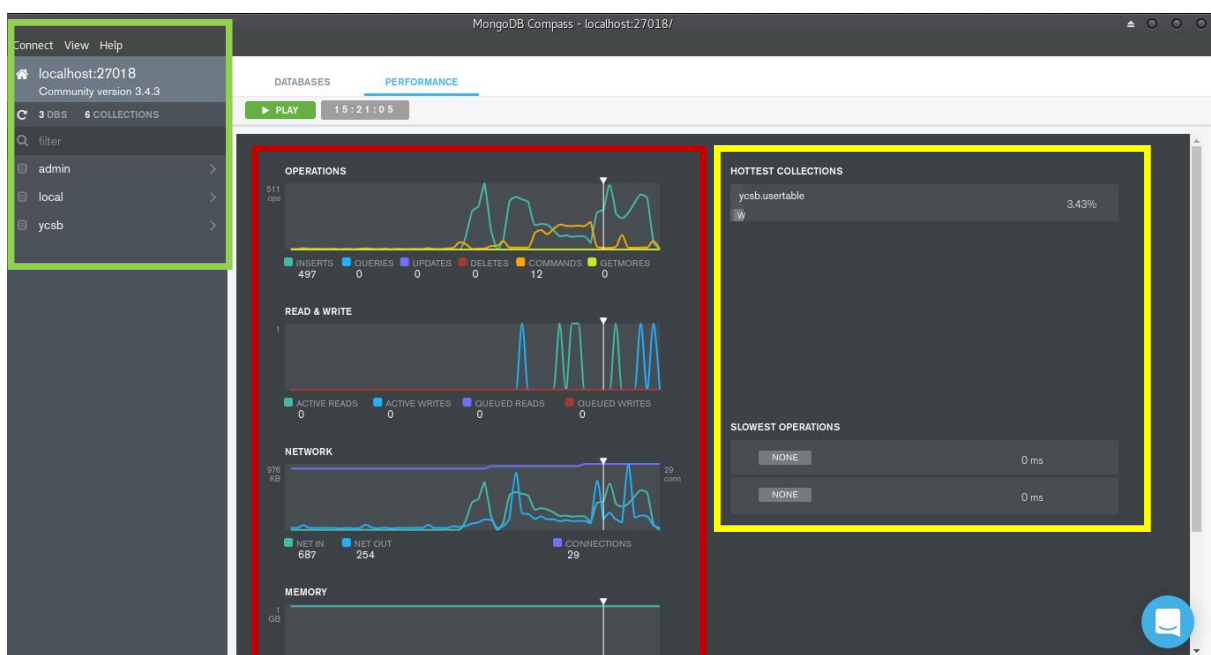 MongoDB Compass - localhost:27018/
Connect View Help
localhost:27018
Community version 3.4.3
3 DBS 6 COLLECTIONS
filter
admin
local
ycsb
DATABASES PERFORMANCE
PLAY 15:21:05
OPERATIONS
511
ops
INSERTS QUERIES UPDATES DELETES COMMANDS GETMORES
497 0 0 0 12 0
READ & WRITE
1
ACTIVE READS ACTIVE WRITES QUEUED READS QUEUED WRITES
0 0 0 0
NETWORK
976 29
KB conn
NET IN NET OUT CONNECTIONS
687 254 29
MEMORY
1
GB
HOTTEST COLLECTIONS
ycsb.usertable 3.43%
W
SLOWEST OPERATIONS
NONE 0 ms
NONE 0 ms